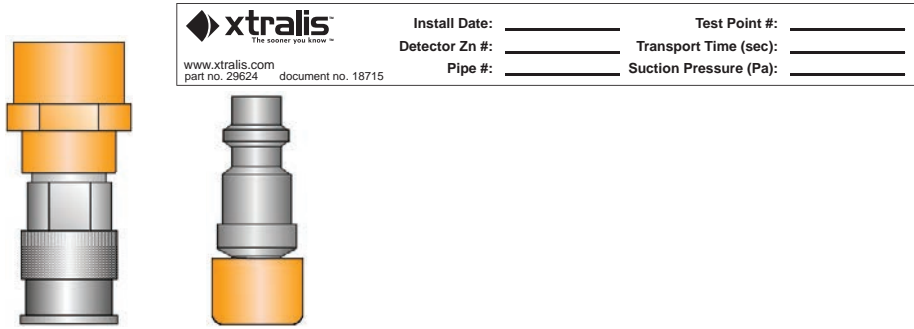 xtralis™
The sooner you know™
www.xtralis.com
part no. 29624 document no. 18715
Install Date:
Detector Zn #:
Pipe #:
Test Point #:
Transport Time (sec):
Suction Pressure (Pa):